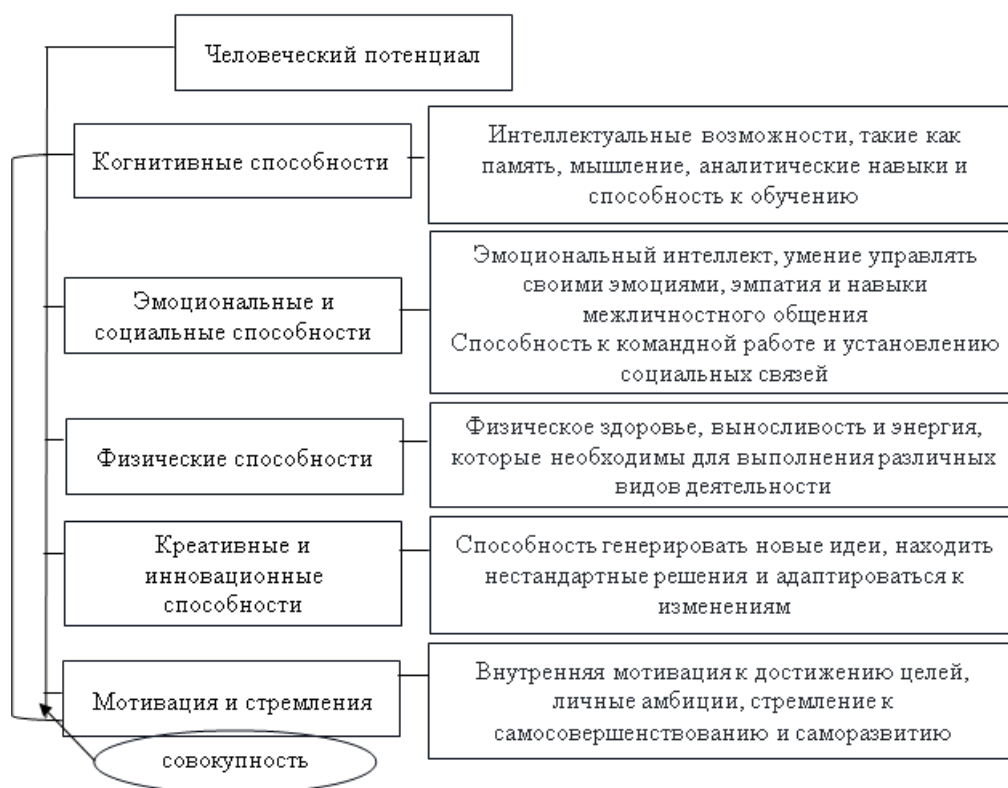 Человеческий потенциал
Когнитивные способности
Интеллектуальные возможности, такие как
память, мышление, аналитические навыки и
способность к обучению
Эмоциональные и
социальные способности
Эмоциональный интеллект, умение управлять
своими эмоциями, эмпатия и навыки
межличностного общения
Способность к командной работе и установлению
социальных связей
Физические способности
Физическое здоровье, выносливость и энергия,
которые необходимы для выполнения различных
видов деятельности
Креативные и
инновационные
способности
Способность генерировать новые идеи, находить
нестандартные решения и адаптироваться к
изменениям
Мотивация и стремления
Внутренняя мотивация к достижению целей,
личные амбиции, стремление к
самосовершенствованию и саморазвитию
совокупность